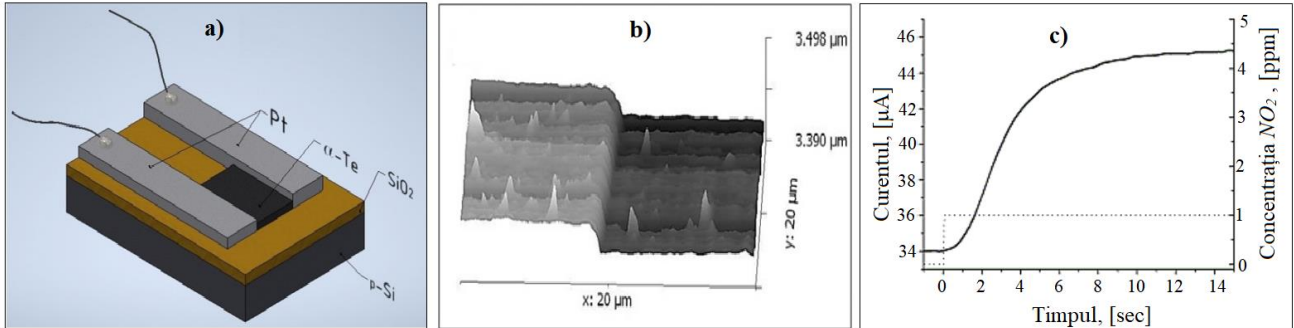 a)
Pt
α-Te
SiO₂
p-Si
b)
3.498 µm
3.390 µm
y: 20 µm
x: 20 µm
c)
Curentul, [µA]
46
44
42
40
38
36
34
0 2 4 6 8 10 12 14
Timpul, [sec]
5
4
3
2
1
0
Concentrația NO₂ , [ppm]